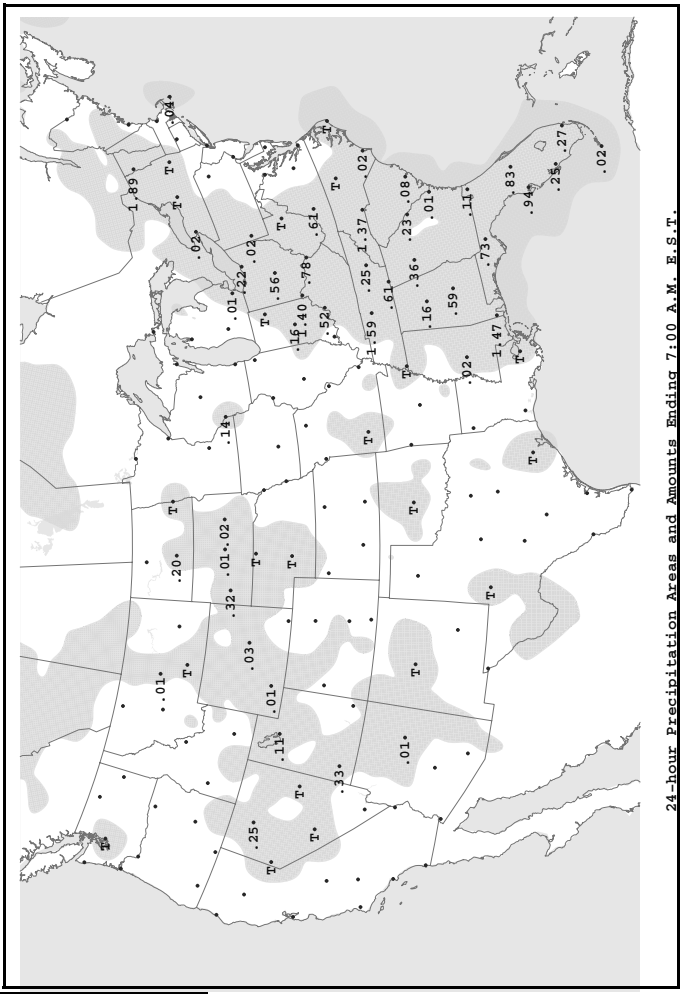 T
1.89
.01
.04
T
T
.20
T
T
.02
.01
.02
.14
.32
.01
.22
.03
.02
.25
T
T
T
.01
.56
.11
T
T
.16
T
1.40
.78
.61
T
.52
T
T
.33
1.37
.02
.25
T
1.59
.61
.01
T
.23
.08
T
.36
T
.16
.01
.59
.02
.11
.73
T
1.47
.83
T
.94
T
.25
.27
.02
24-hour Precipitation Areas and Amounts Ending 7:00 A.M. E.S.T.